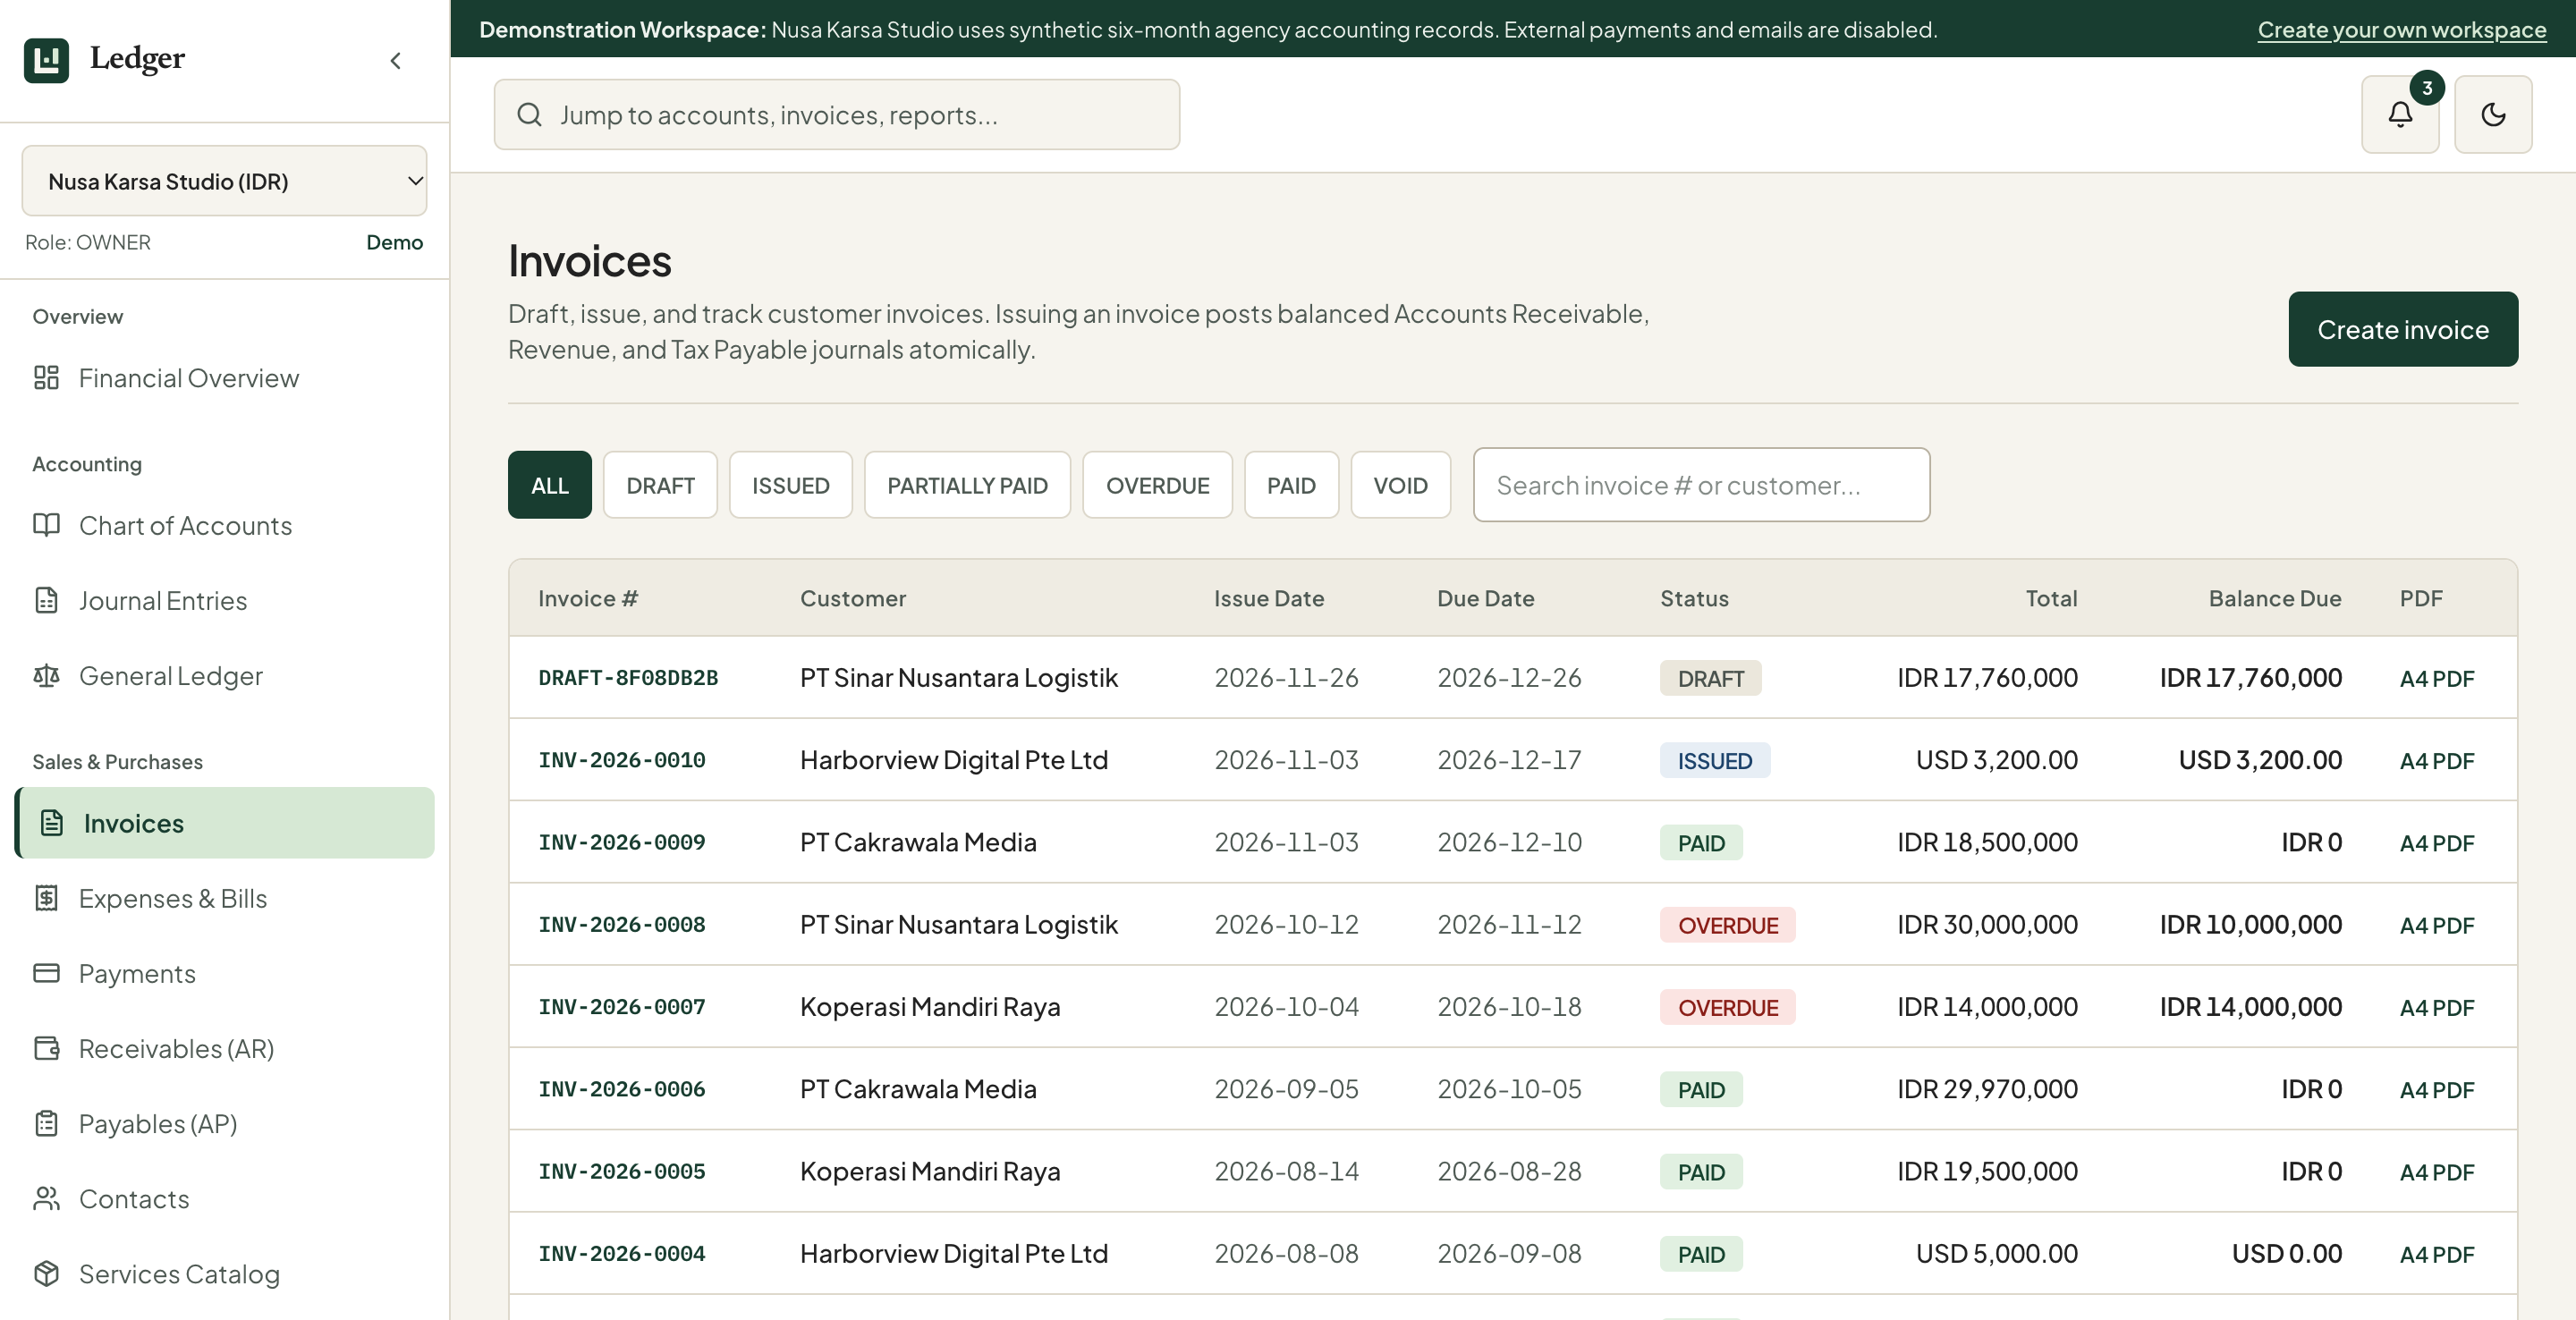 Ledger
Nusa Karsa Studio (IDR)
Role: OWNER Demo
Overview
Financial Overview
Accounting
Chart of Accounts
Journal Entries
General Ledger
Sales & Purchases
Invoices
Expenses & Bills
Payments
Receivables (AR)
Payables (AP)
Contacts
Services Catalog
Demonstration Workspace: Nusa Karsa Studio uses synthetic six-month agency accounting records. External payments and emails are disabled. Create your own workspace
Jump to accounts, invoices, reports...
3
Invoices
Draft, issue, and track customer invoices. Issuing an invoice posts balanced Accounts Receivable,
Revenue, and Tax Payable journals atomically.
Create invoice
ALL DRAFT ISSUED PARTIALLY PAID OVERDUE PAID VOID Search invoice # or customer...
Invoice # Customer Issue Date Due Date Status Total Balance Due PDF
DRAFT-8F08DB2B PT Sinar Nusantara Logistik 2026-11-26 2026-12-26 DRAFT IDR 17,760,000 IDR 17,760,000 A4 PDF
INV-2026-0010 Harborview Digital Pte Ltd 2026-11-03 2026-12-17 ISSUED USD 3,200.00 USD 3,200.00 A4 PDF
INV-2026-0009 PT Cakrawala Media 2026-11-03 2026-12-10 PAID IDR 18,500,000 IDR 0 A4 PDF
INV-2026-0008 PT Sinar Nusantara Logistik 2026-10-12 2026-11-12 OVERDUE IDR 30,000,000 IDR 10,000,000 A4 PDF
INV-2026-0007 Koperasi Mandiri Raya 2026-10-04 2026-10-18 OVERDUE IDR 14,000,000 IDR 14,000,000 A4 PDF
INV-2026-0006 PT Cakrawala Media 2026-09-05 2026-10-05 PAID IDR 29,970,000 IDR 0 A4 PDF
INV-2026-0005 Koperasi Mandiri Raya 2026-08-14 2026-08-28 PAID IDR 19,500,000 IDR 0 A4 PDF
INV-2026-0004 Harborview Digital Pte Ltd 2026-08-08 2026-09-08 PAID USD 5,000.00 USD 0.00 A4 PDF